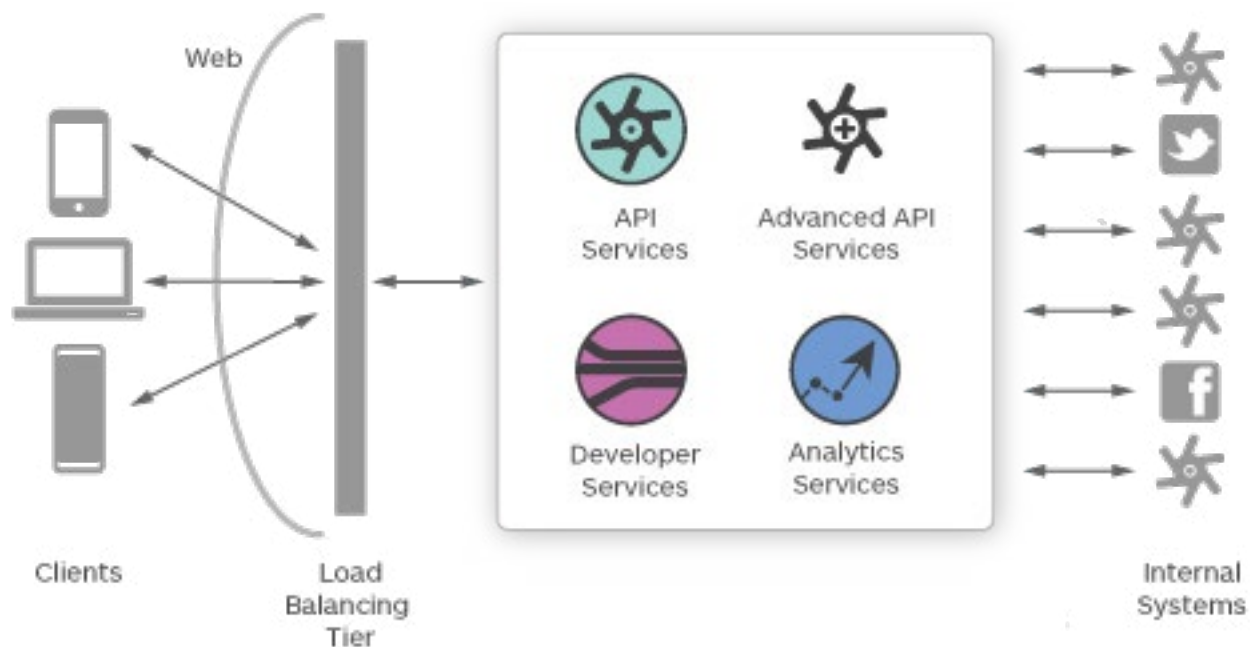 Web
API
Services
Advanced API
Services
Developer
Services
Analytics
Services
Clients
Load
Balancing
Tier
Internal
Systems